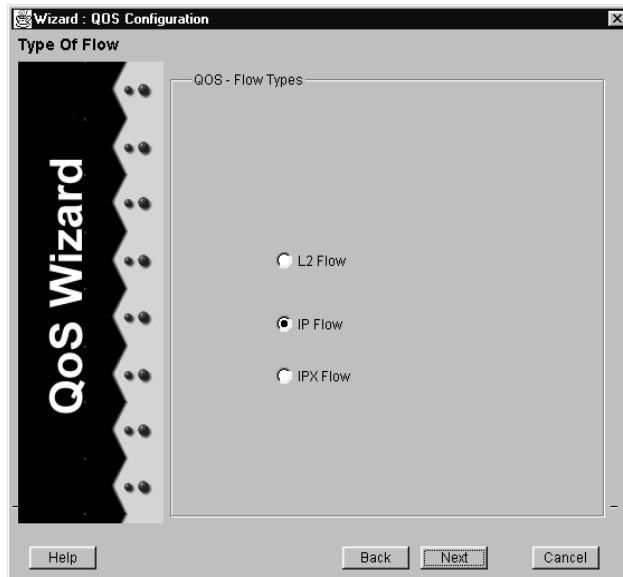 Wizard : QOS Configuration
Type Of Flow
QoS Wizard
QOS - Flow Types
L2 Flow
IP Flow
IPX Flow
Help
Back
Next
Cancel